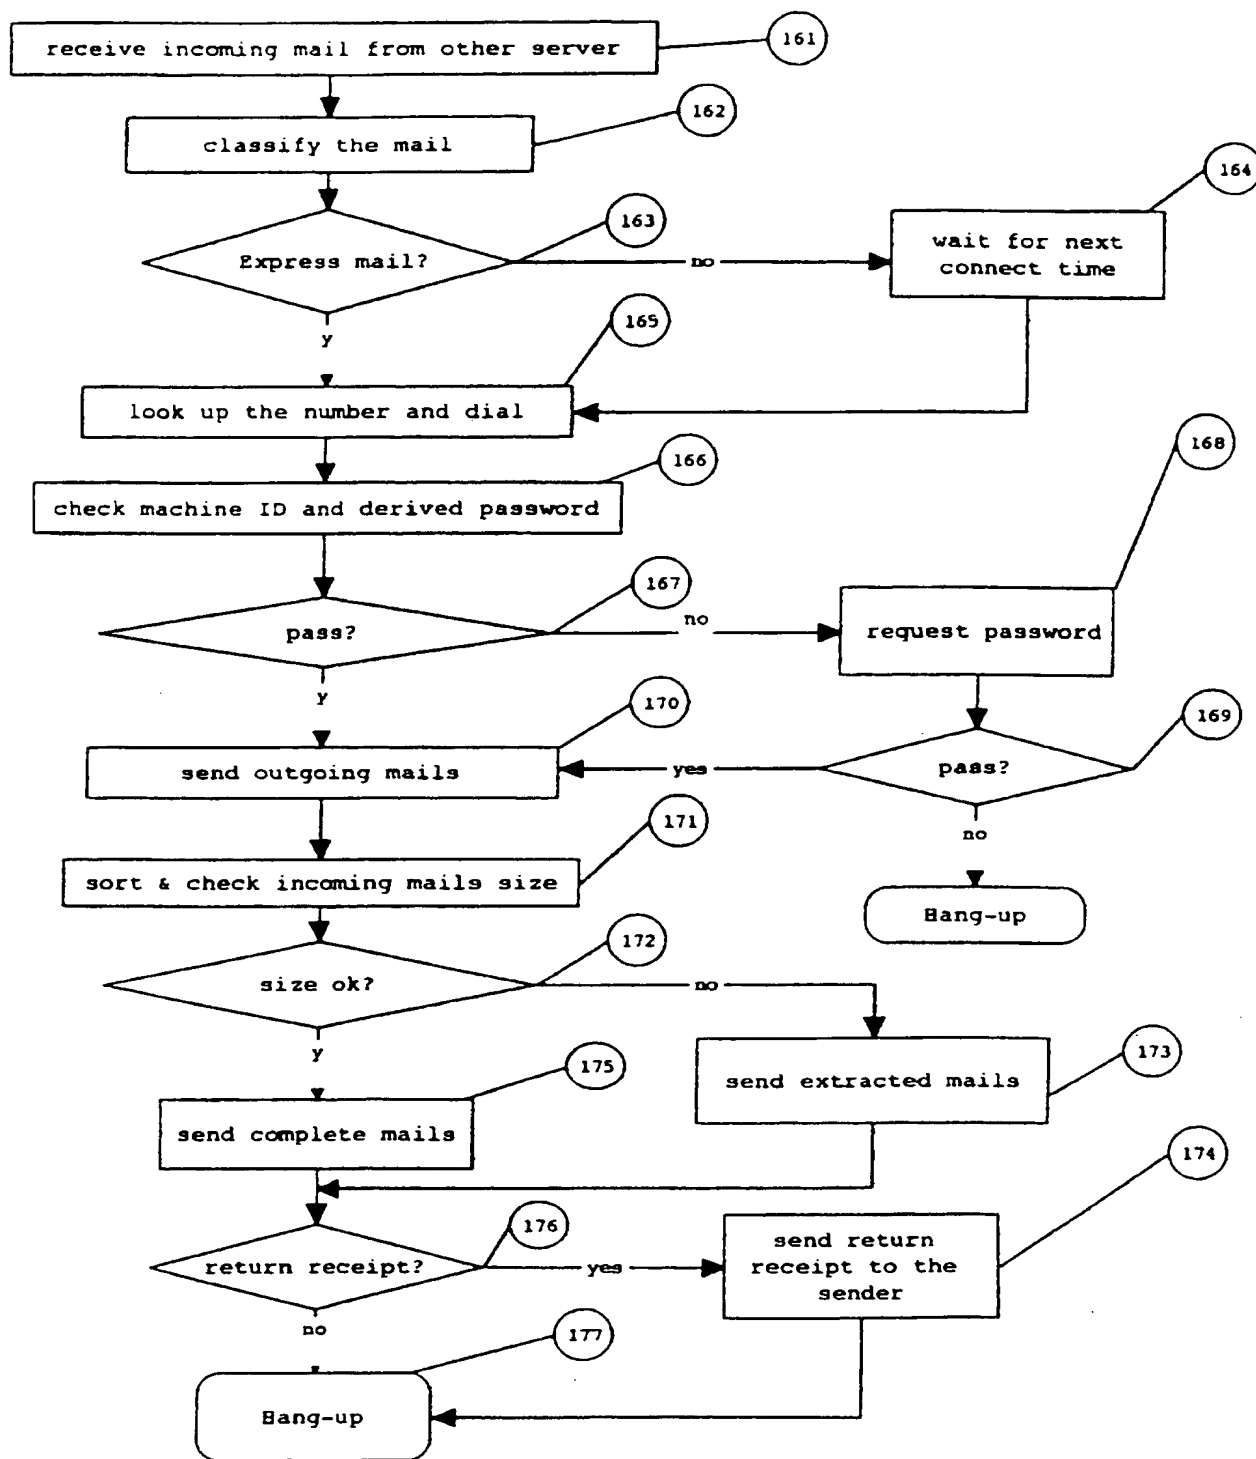 receive incoming mail from other server
161
classify the mail
162
Express mail?
163
no
wait for next
connect time
164
y
165
look up the number and dial
166
check machine ID and derived password
167
pass?
no
168
request password
y
170
send outgoing mails
yes
pass?
169
no
171
sort & check incoming mails size
Hang-up
172
size ok?
no
y
175
send extracted mails
173
send complete mails
174
176
return receipt?
yes
send return
receipt to the
sender
no
177
Hang-up